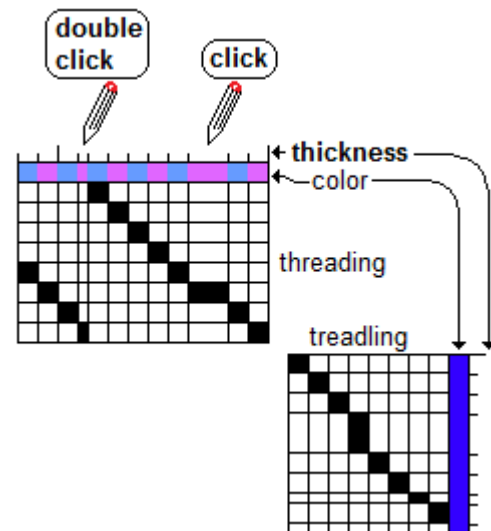 double
click
click
thickness
color
threading
treadling